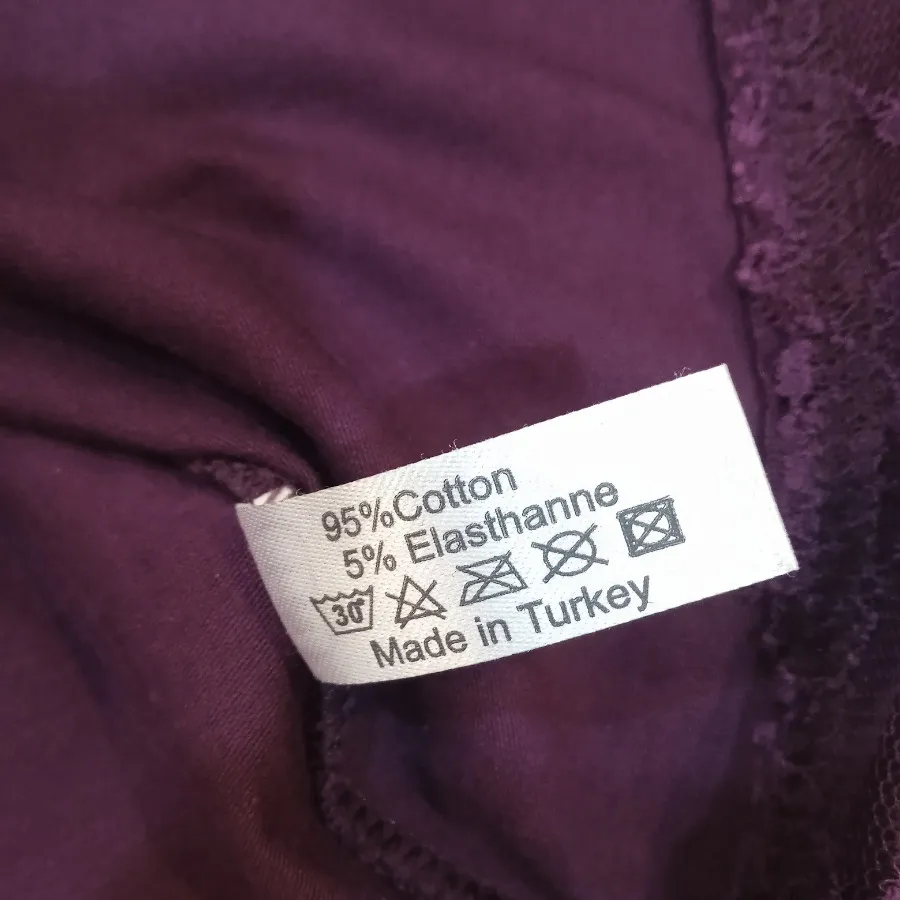 95%Cotton
5% Elasthanne
30°
Made in Turkey